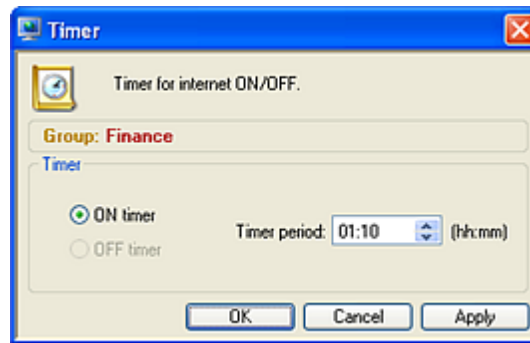 Timer
Timer for internet ON/OFF.
Group: Finance
Timer
ON timer
Timer period: 01:10 (hh:mm)
OFF timer
OK Cancel Apply